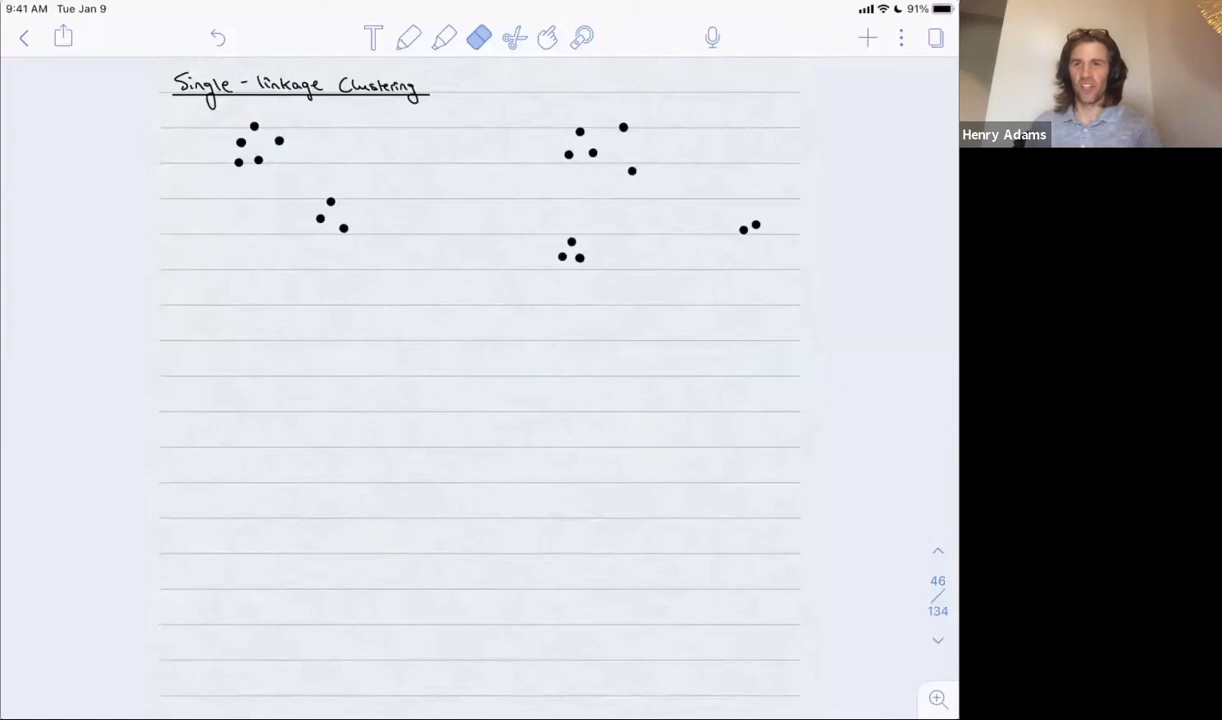 9:41 AM Tue Jan 9
91%
Single-linkage Clustering
Henry Adams
46
134